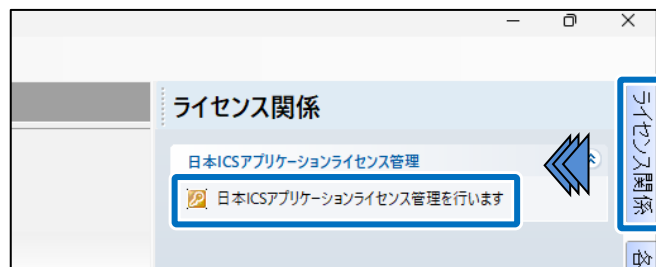 ライセンス関係
日本ICSアプリケーションライセンス管理
日本ICSアプリケーションライセンス管理を行います
ライセンス関係
各